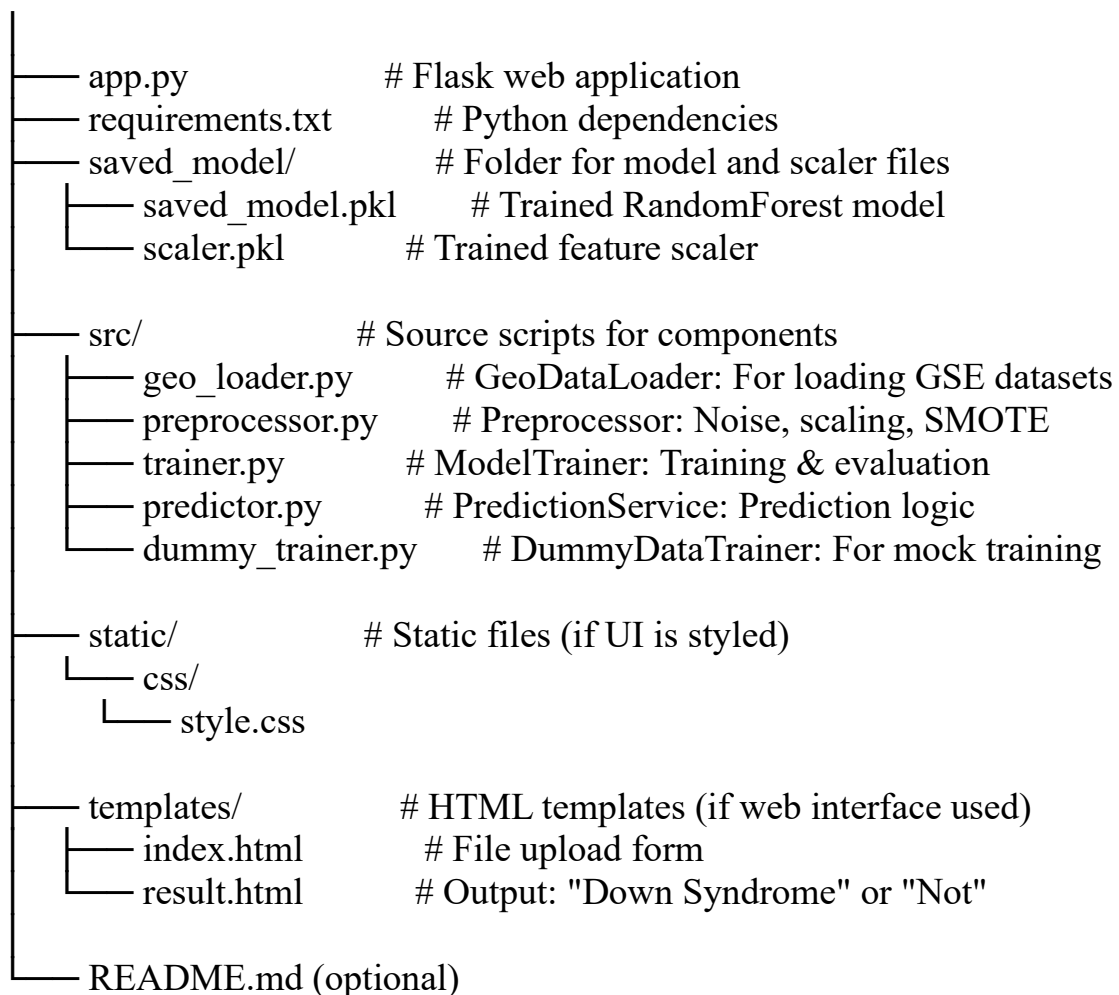 app.py # Flask web application
requirements.txt # Python dependencies
saved_model/ # Folder for model and scaler files
saved_model.pkl # Trained RandomForest model
scaler.pkl # Trained feature scaler
src/ # Source scripts for components
geo_loader.py # GeoDataLoader: For loading GSE datasets
preprocessor.py # Preprocessor: Noise, scaling, SMOTE
trainer.py # ModelTrainer: Training & evaluation
predictor.py # PredictionService: Prediction logic
dummy_trainer.py # DummyDataTrainer: For mock training
static/ # Static files (if UI is styled)
css/
style.css
templates/ # HTML templates (if web interface used)
index.html # File upload form
result.html # Output: "Down Syndrome" or "Not"
README.md (optional)